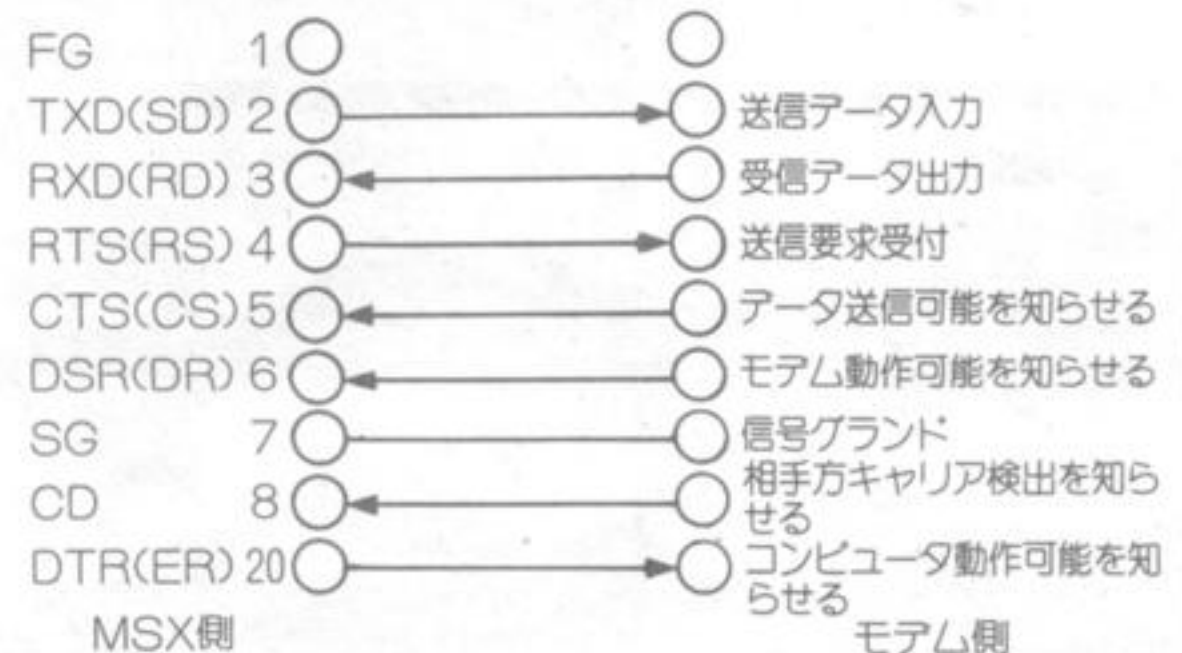 FG 1
TXD(SD) 2 送信データ入力
RXD(RD) 3 受信データ出力
RTS(RS) 4 送信要求受付
CTS(CS) 5 データ送信可能を知らせる
DSR(DR) 6 モデム動作可能を知らせる
SG 7 信号グランド
CD 8 相手方キャリア検出を知ら
せる
DTR(ER) 20 コンピュータ動作可能を知
らせる
MSX側 モデム側